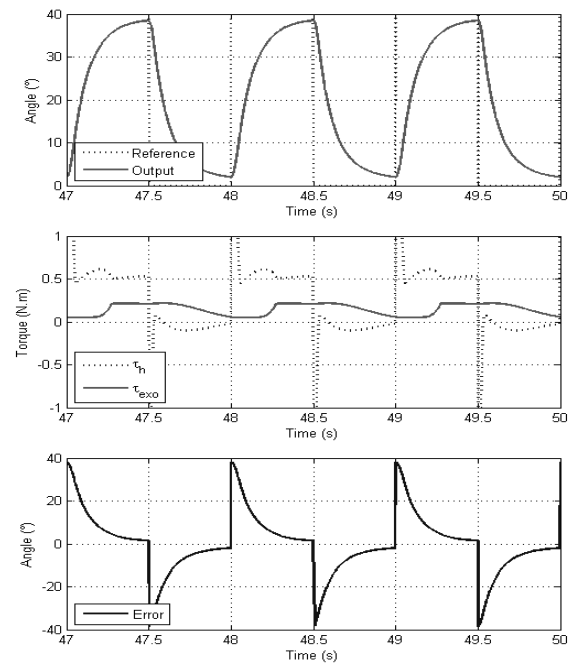 40
30
20
10
0
Angle (º)
Reference
Output
47 47.5 48 48.5 49 49.5 50
Time (s)
1
0.5
0
-0.5
-1
Torque (N.m)
τh
τexo
47 47.5 48 48.5 49 49.5 50
Time (s)
40
20
0
-20
-40
Angle (º)
Error
47 47.5 48 48.5 49 49.5 50
Time (s)